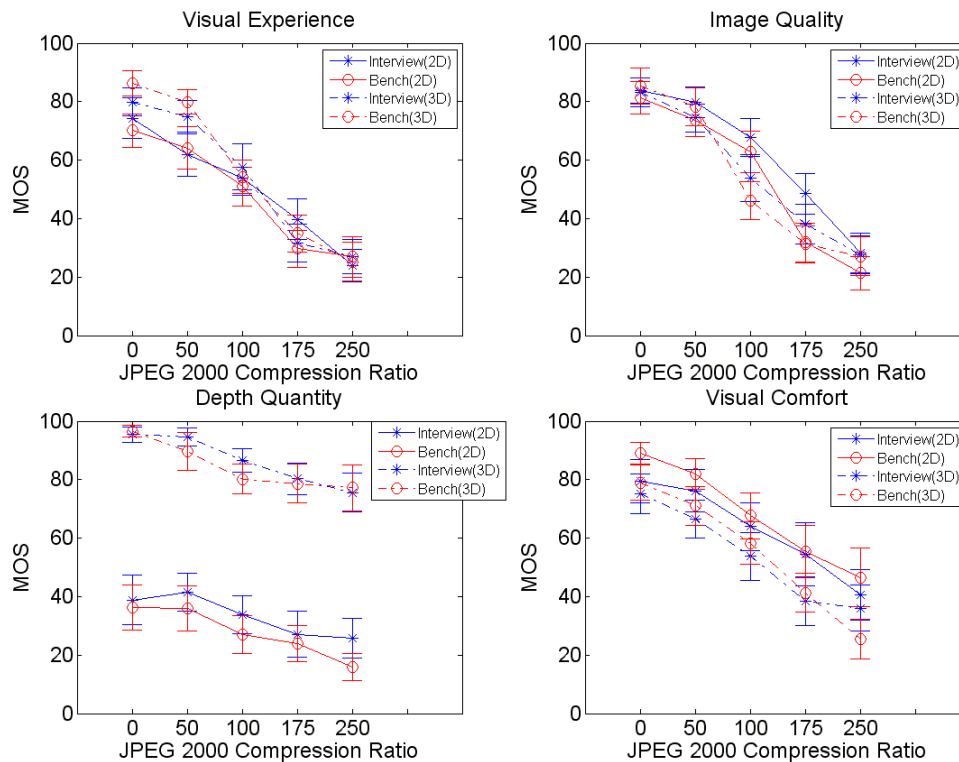 Visual Experience
100
80
60
40
20
0
MOS
0 50 100 175 250
JPEG 2000 Compression Ratio
Interview(2D)
Bench(2D)
Interview(3D)
Bench(3D)
Image Quality
100
80
60
40
20
0
MOS
0 50 100 175 250
JPEG 2000 Compression Ratio
Interview(2D)
Bench(2D)
Interview(3D)
Bench(3D)
Depth Quantity
100
80
60
40
20
0
MOS
0 50 100 175 250
JPEG 2000 Compression Ratio
Interview(2D)
Bench(2D)
Interview(3D)
Bench(3D)
Visual Comfort
100
80
60
40
20
0
MOS
0 50 100 175 250
JPEG 2000 Compression Ratio
Interview(2D)
Bench(2D)
Interview(3D)
Bench(3D)